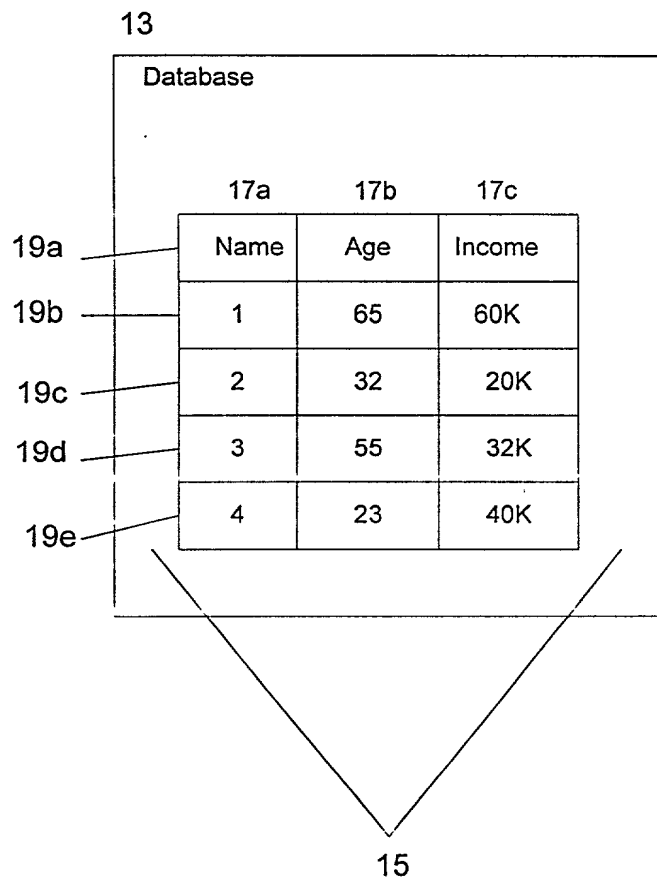 13
Database
17a 17b 17c
19a Name Age Income
19b 1 65 60K
19c 2 32 20K
19d 3 55 32K
19e 4 23 40K
15